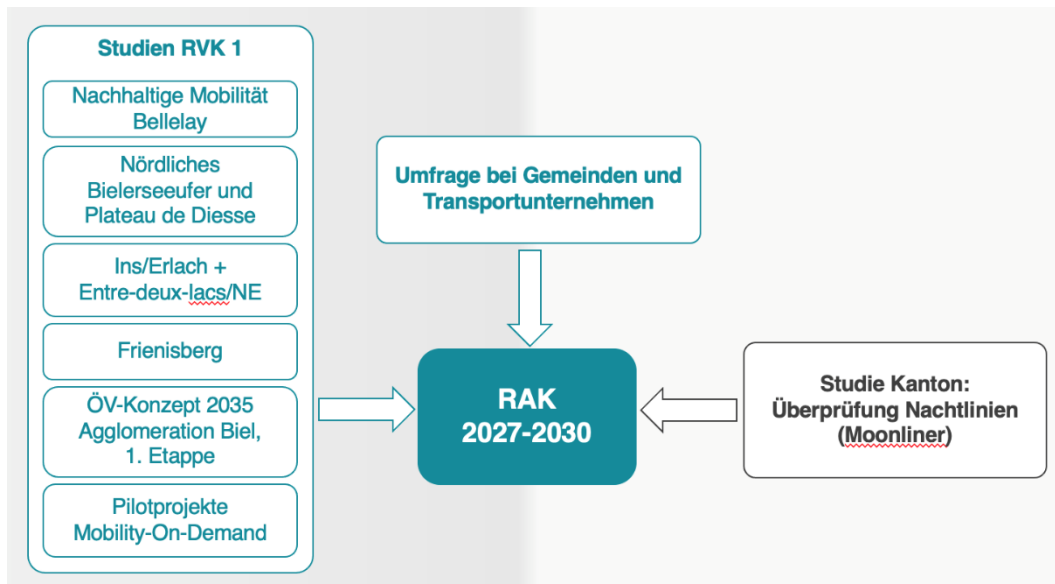 Studien RVK 1
Nachhaltige Mobilität
Bellelay
Nördliches
Bielerseeufer und
Plateau de Diesse
Ins/Erlach +
Entre-deux-lacs/NE
Frienisberg
ÖV-Konzept 2035
Agglomeration Biel,
1. Etappe
Pilotprojekte
Mobility-On-Demand
Umfrage bei Gemeinden und
Transportunternehmen
RAK
2027-2030
Studie Kanton:
Überprüfung Nachtlinien
(Moonliner)